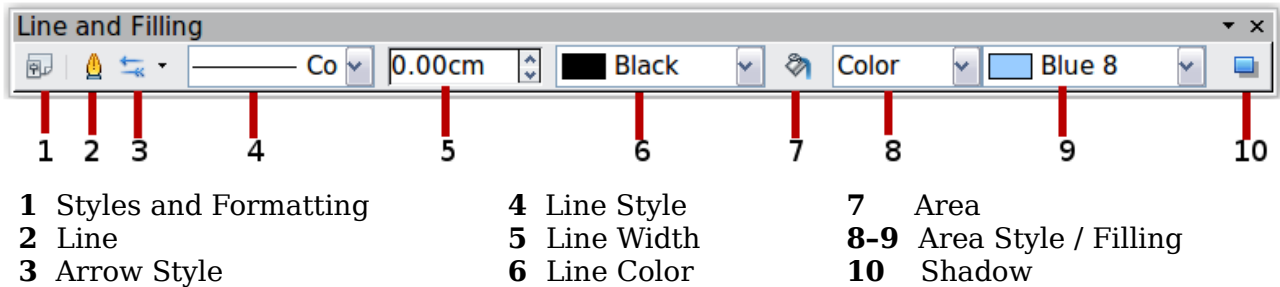 Line and Filling
Co 0.00cm Black Color Blue 8
1 2 3 4 5 6 7 8 9 10
1 Styles and Formatting 4 Line Style 7 Area
2 Line 5 Line Width 8–9 Area Style / Filling
3 Arrow Style 6 Line Color 10 Shadow